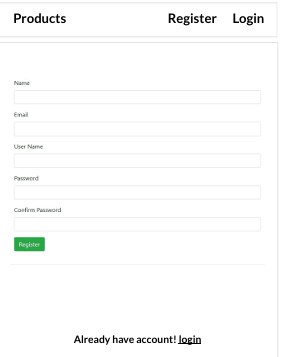 Products Register Login
Name
Email
User Name
Password
Confirm Password
Register
Already have account! login